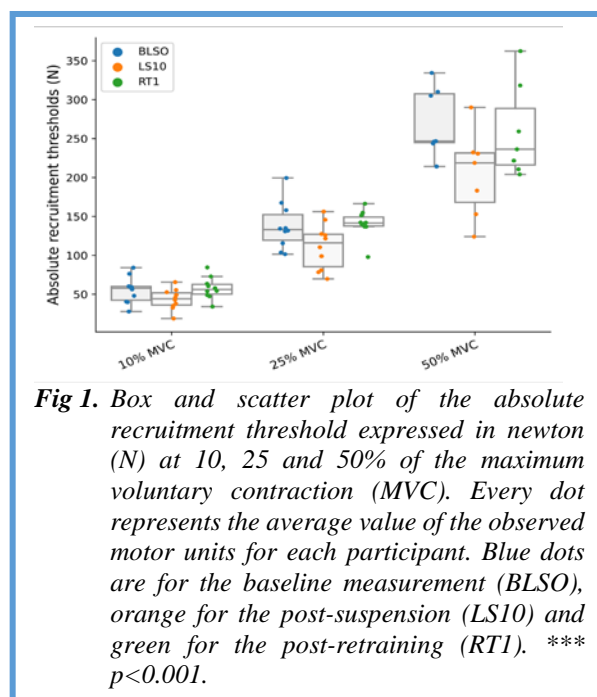 BLSO
LS10
RT1
Absolute recruitment thresholds (N)
350
300
250
200
150
100
50
10% MVC
25% MVC
50% MVC
Fig 1. Box and scatter plot of the absolute
recruitment threshold expressed in newton
(N) at 10, 25 and 50% of the maximum
voluntary contraction (MVC). Every dot
represents the average value of the observed
motor units for each participant. Blue dots
are for the baseline measurement (BLSO),
orange for the post-suspension (LS10) and
green for the post-retraining (RT1). ***
p<0.001.